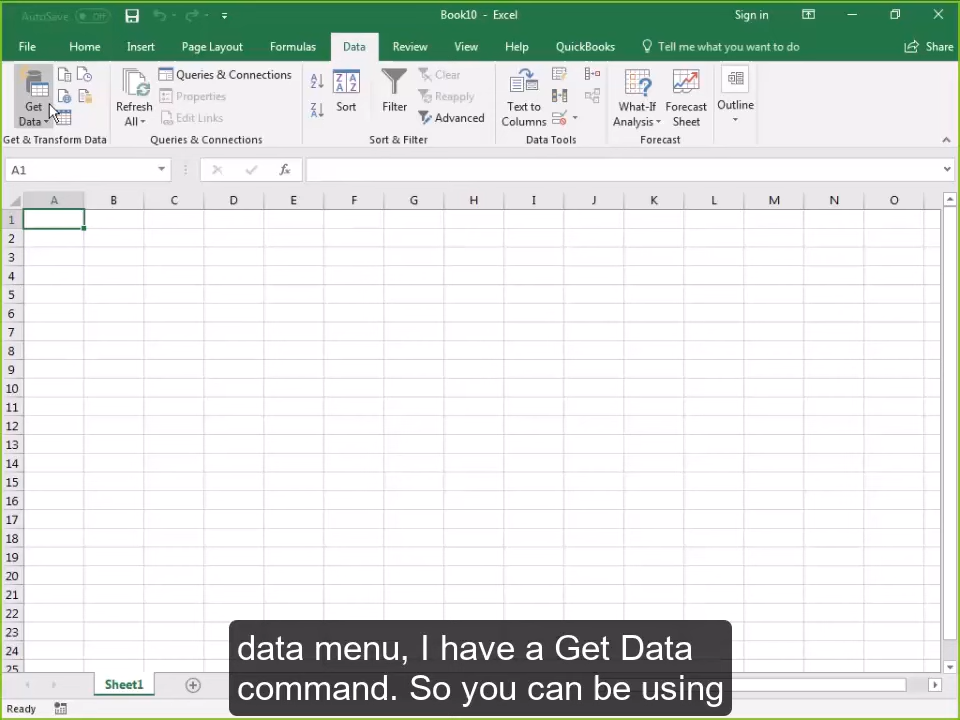 AutoSave Off
Book10 - Excel
Sign in
File Home Insert Page Layout Formulas Data Review View Help QuickBooks Tell me what you want to do Share
Get Data
Get & Transform Data
Refresh All
Queries & Connections
Properties
Edit Links
Queries & Connections
Sort
Filter
Clear
Reapply
Advanced
Sort & Filter
Text to Columns
Data Tools
What-If Analysis
Forecast Sheet
Forecast
Outline
A1
fx
A B C D E F G H I J K L M N O
1
2
3
4
5
6
7
8
9
10
11
12
13
14
15
16
17
18
19
20
21
22
23
24
25
data menu, I have a Get Data
command. So you can be using
Sheet1
Ready